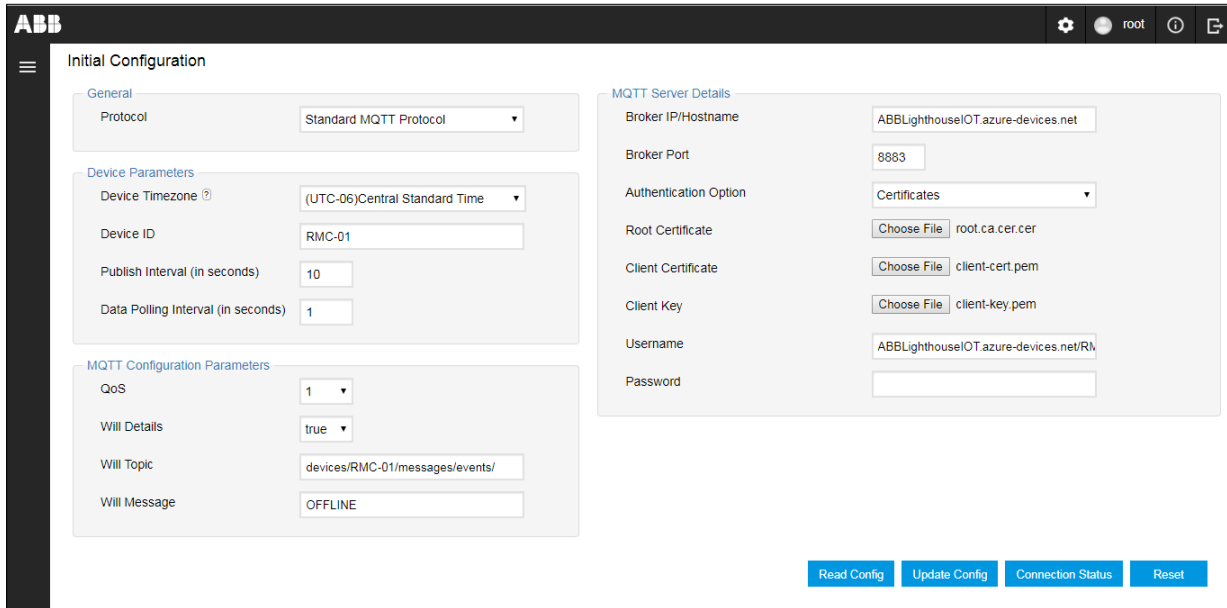 ABB
root
Initial Configuration
General
Protocol
Standard MQTT Protocol
Device Parameters
Device Timezone ?
(UTC-06)Central Standard Time
Device ID
RMC-01
Publish Interval (in seconds)
10
Data Polling Interval (in seconds)
1
MQTT Configuration Parameters
QoS
1
Will Details
true
Will Topic
devices/RMC-01/messages/events/
Will Message
OFFLINE
MQTT Server Details
Broker IP/Hostname
ABBLighthouseIOT.azure-devices.net
Broker Port
8883
Authentication Option
Certificates
Root Certificate
Choose File root.ca.cer.cer
Client Certificate
Choose File client-cert.pem
Client Key
Choose File client-key.pem
Username
ABBLighthouseIOT.azure-devices.net/RM
Password
Read Config
Update Config
Connection Status
Reset